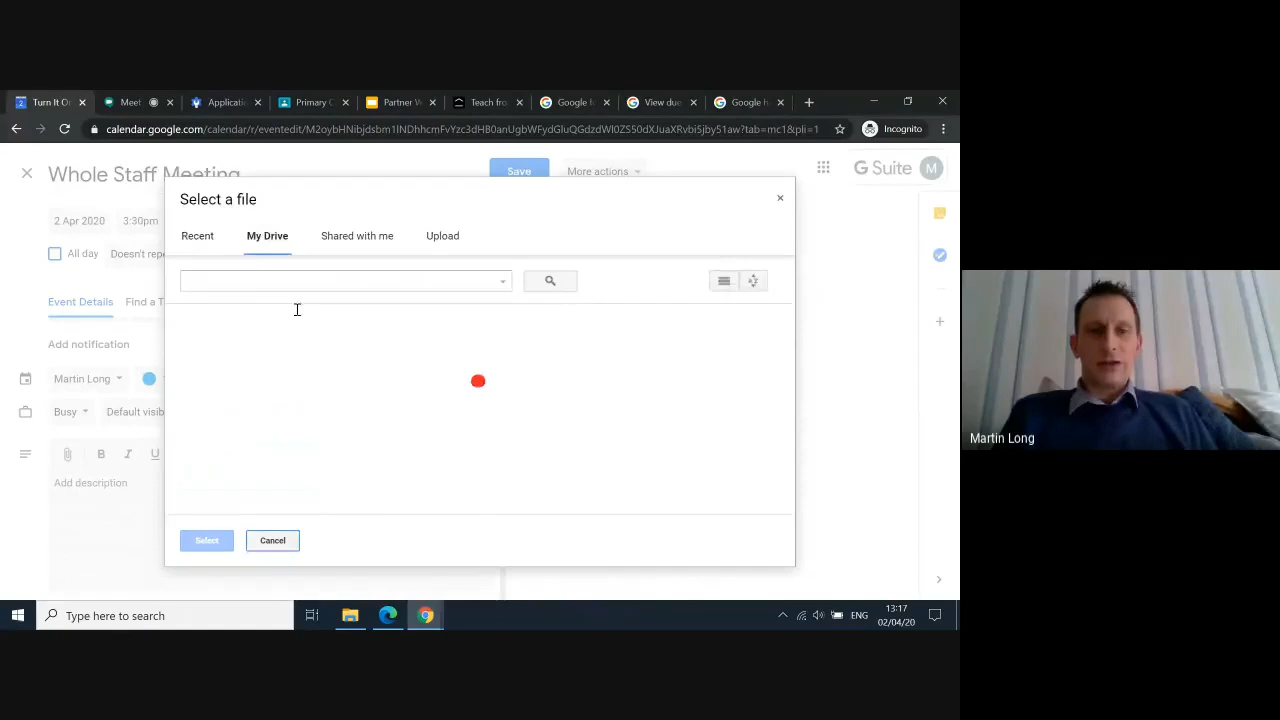 Turn It On
Meet
Applicati
Primary C
Partner W
Teach fro
Google f
View due
Google h
calendar.google.com/calendar/r/eventedit/M2oybHNibjdsbm1lNDhhcmFvYzc3dHB0anUgbWFydGluQGdzdWl0ZS50dXJuaXRvbi5jby51aw?tab=mc1&pli=1
Incognito
Whole Staff Meeting
Save
More actions
G Suite
M
2 Apr 2020
3:30pm
All day
Doesn't repe
Event Details
Find a T
Add notification
Martin Long
Busy
Default visib
B I U
Add description
Select a file
Recent
My Drive
Shared with me
Upload
Select
Cancel
Type here to search
ENG
13:17
02/04/20
Martin Long